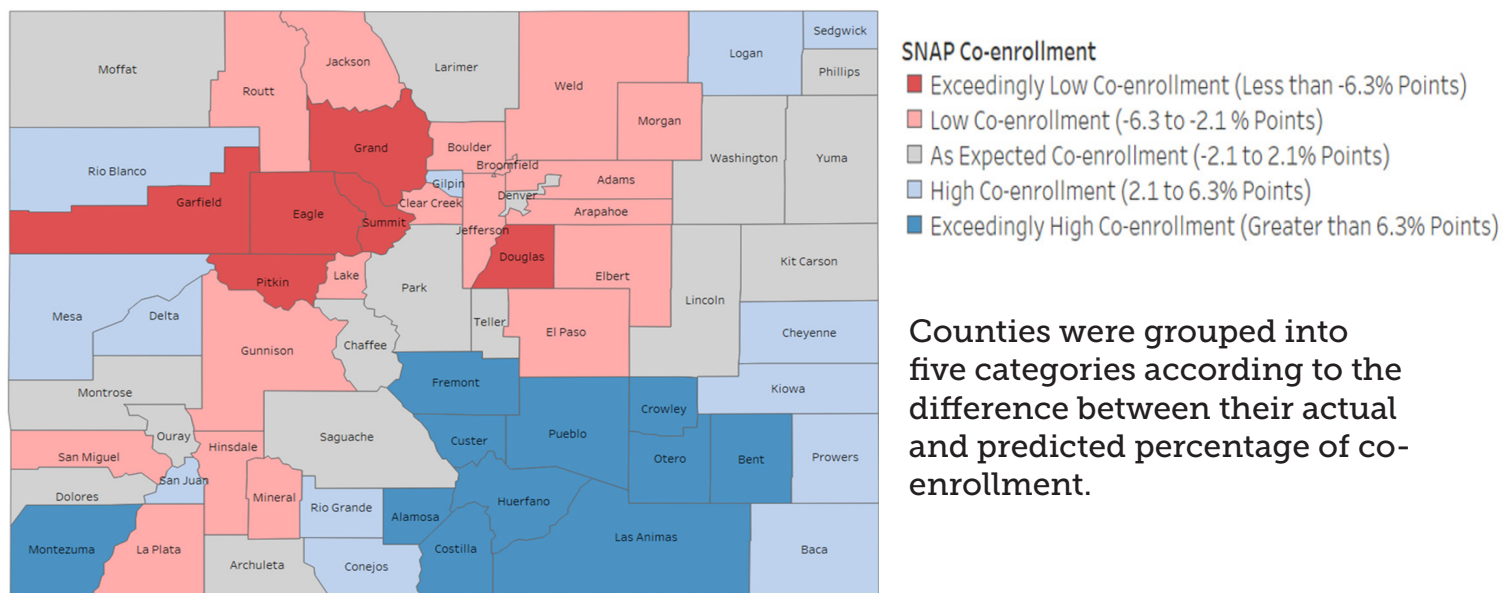 Moffat
Routt
Jackson
Larimer
Weld
Logan
Sedgwick
Phillips
Morgan
Washington
Yuma
Rio Blanco
Grand
Boulder
Broomfield
Gilpin
Adams
Garfield
Eagle
Summit
Clear Creek
Denver
Arapahoe
Jefferson
Douglas
Elbert
Kit Carson
Pitkin
Lake
Park
Lincoln
Mesa
Delta
Teller
El Paso
Cheyenne
Gunnison
Chaffee
Montrose
Fremont
Kiowa
Crowley
Ouray
Hinsdale
Saguache
Custer
Pueblo
Otero
Bent
Prowers
San Miguel
San Juan
Dolores
Mineral
Rio Grande
Alamosa
Huerfano
Montezuma
La Plata
Archuleta
Conejos
Costilla
Las Animas
Baca
SNAP Co-enrollment
Exceedingly Low Co-enrollment (Less than -6.3% Points)
Low Co-enrollment (-6.3 to -2.1 % Points)
As Expected Co-enrollment (-2.1 to 2.1% Points)
High Co-enrollment (2.1 to 6.3% Points)
Exceedingly High Co-enrollment (Greater than 6.3% Points)
Counties were grouped into
five categories according to the
difference between their actual
and predicted percentage of co-
enrollment.